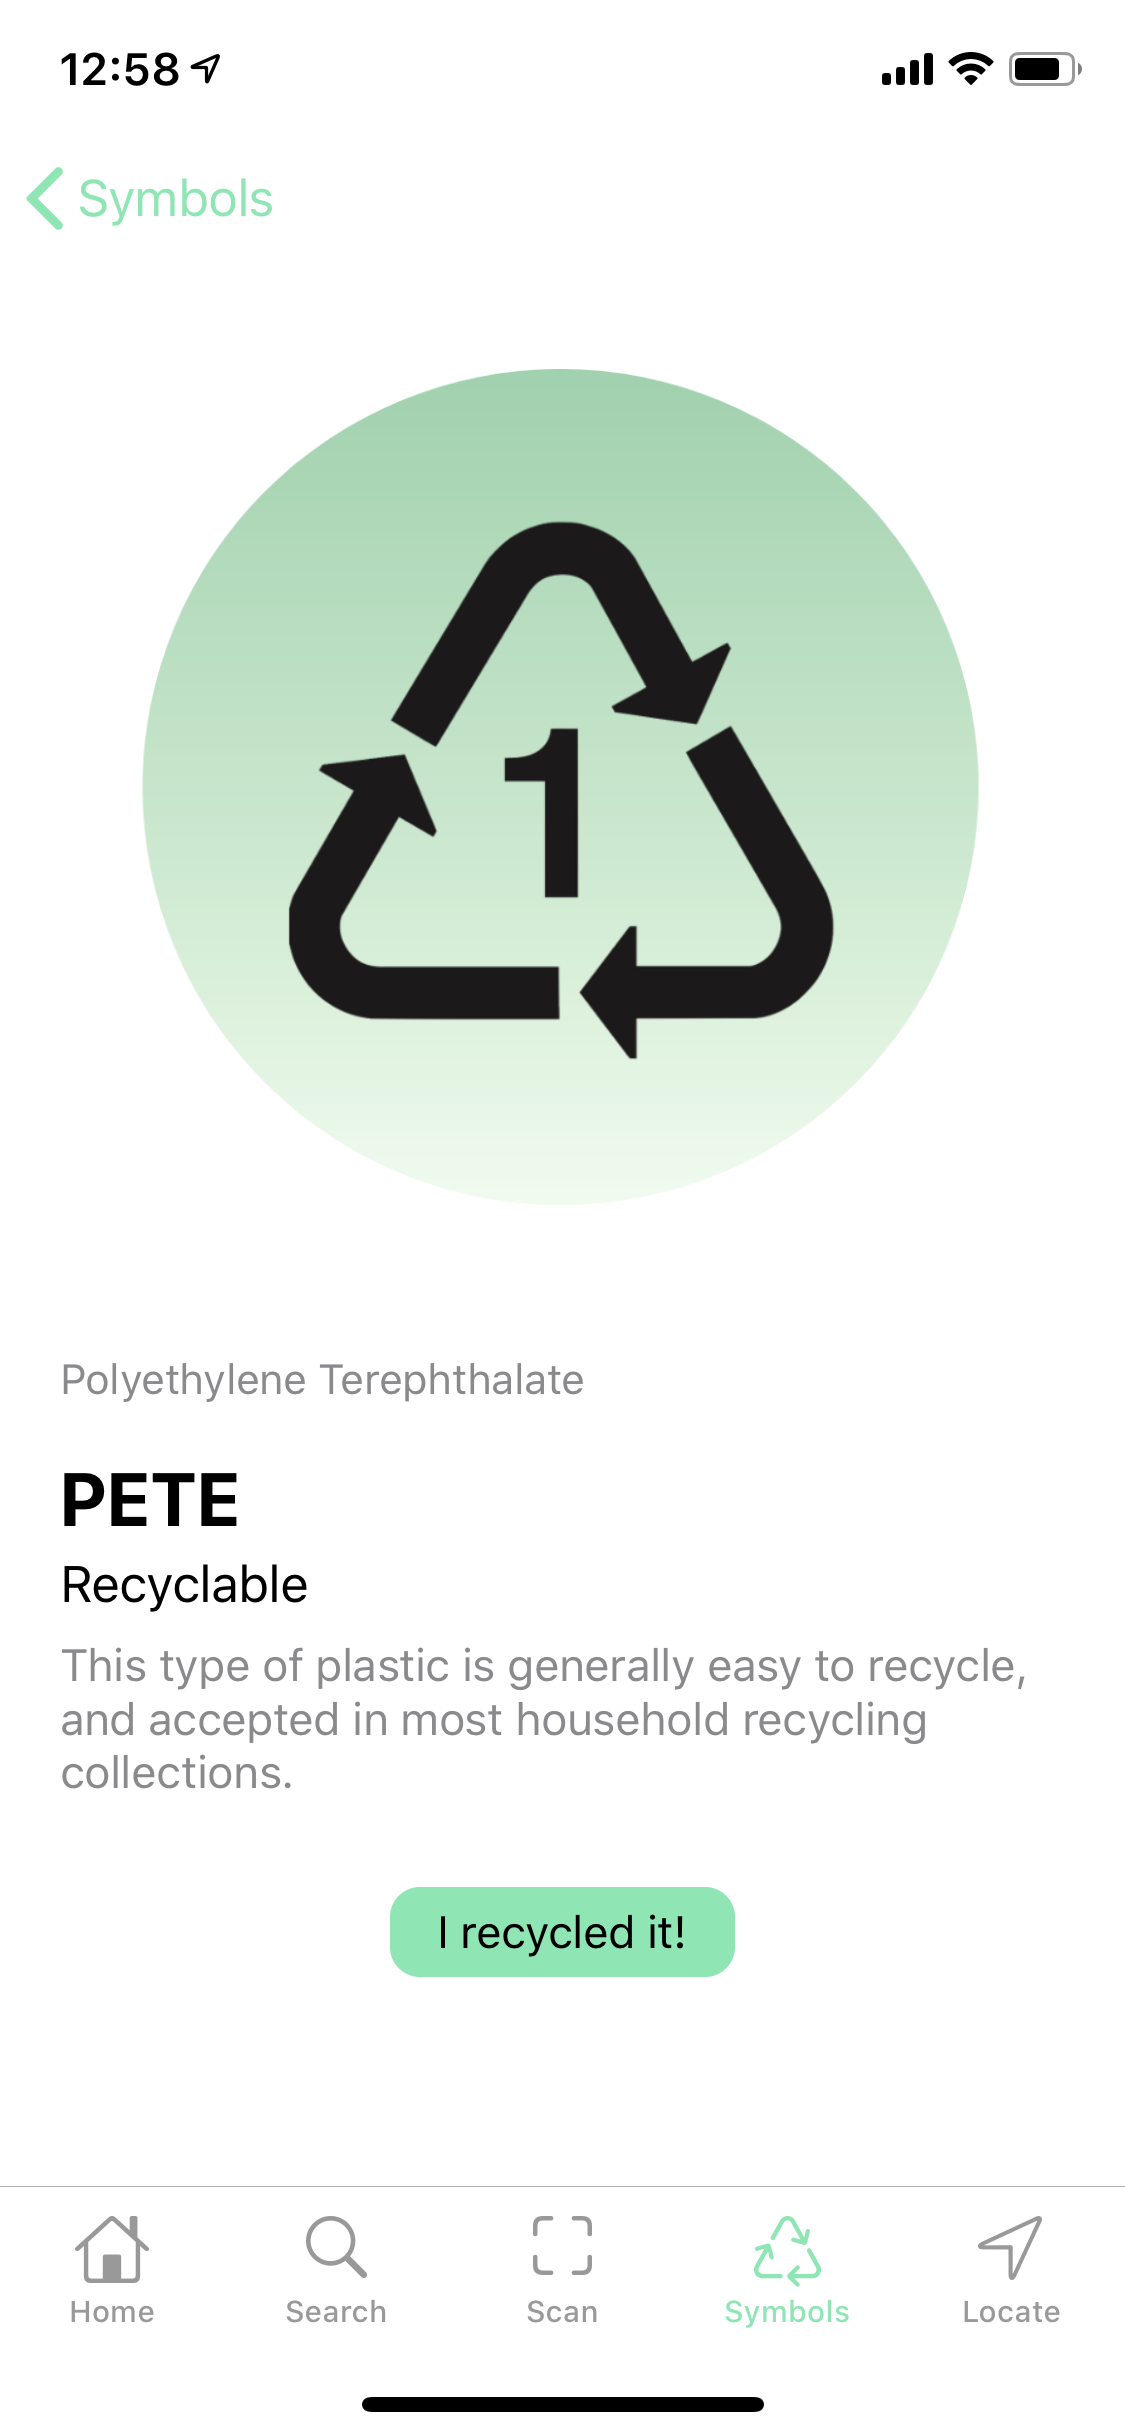 12:58
Symbols
1
Polyethylene Terephthalate
PETE
Recyclable
This type of plastic is generally easy to recycle,
and accepted in most household recycling
collections.
I recycled it!
Home Search Scan Symbols Locate